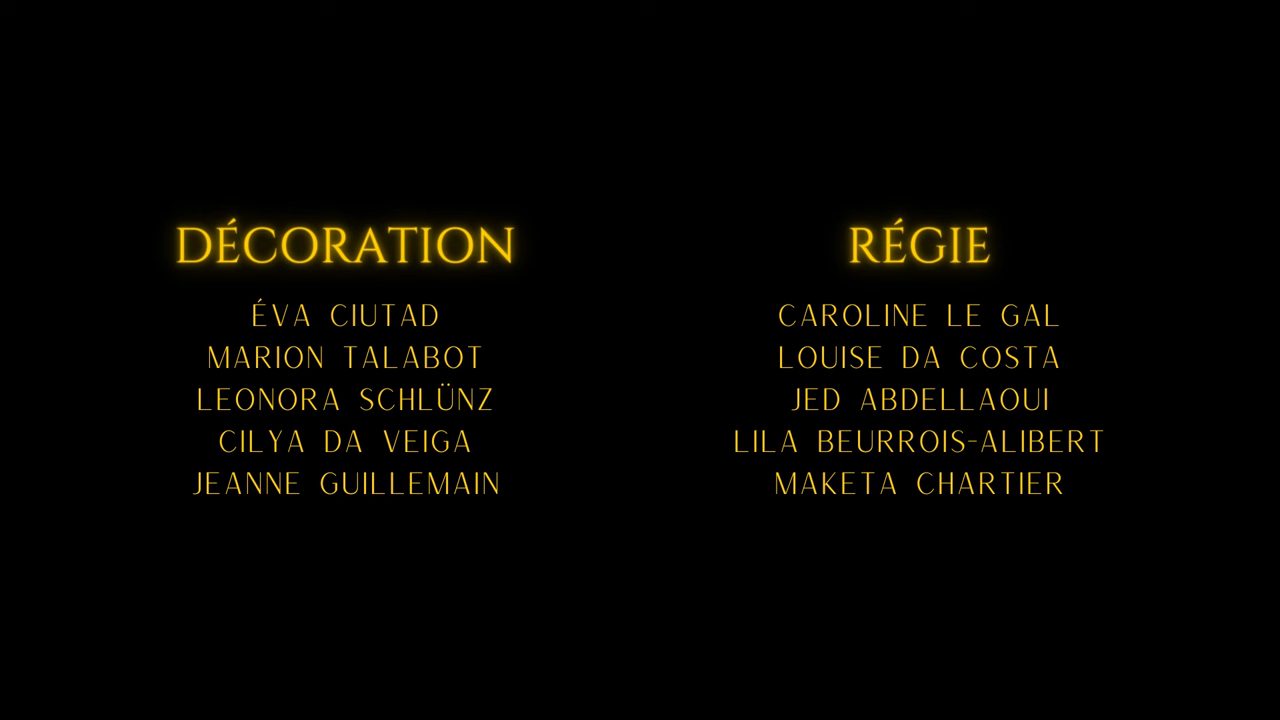 DÉCORATION
ÉVA CIUTAD
MARION TALABOT
LEONORA SCHLÜNZ
CILYA DA VEIGA
JEANNE GUILLEMAIN
RÉGIE
CAROLINE LE GAL
LOUISE DA COSTA
JED ABDELLAOUI
LILA BEURROIS-ALIBERT
MAKETA CHARTIER